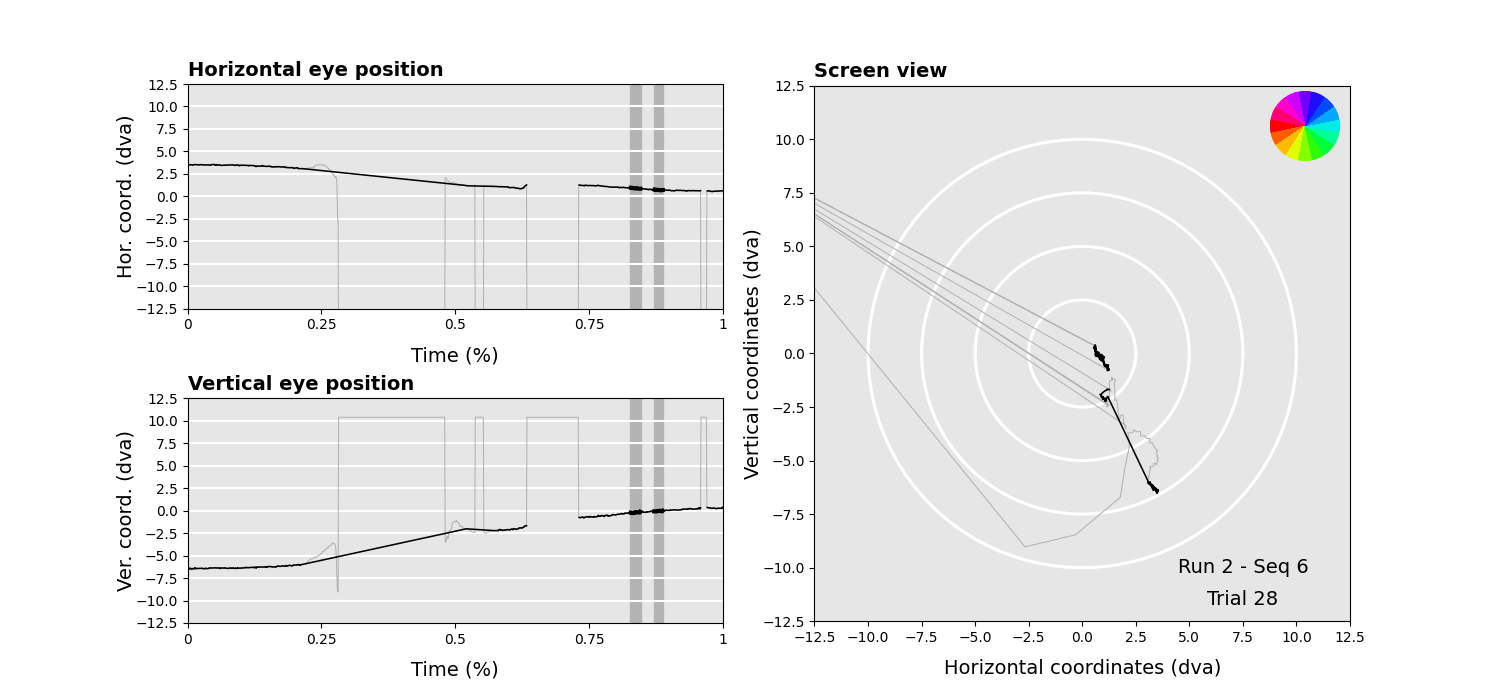 Horizontal eye position
12.5
10.0
7.5
5.0
2.5
0.0
−2.5
−5.0
−7.5
−10.0
−12.5
Hor. coord. (dva)
0 0.25 0.5 0.75 1
Time (%)
Vertical eye position
12.5
10.0
7.5
5.0
2.5
0.0
−2.5
−5.0
−7.5
−10.0
−12.5
Ver. coord. (dva)
0 0.25 0.5 0.75 1
Time (%)
Screen view
12.5
10.0
7.5
5.0
2.5
0.0
−2.5
−5.0
−7.5
−10.0
−12.5
Vertical coordinates (dva)
Run 2 - Seq 6
Trial 28
−12.5 −10.0 −7.5 −5.0 −2.5 0.0 2.5 5.0 7.5 10.0 12.5
Horizontal coordinates (dva)